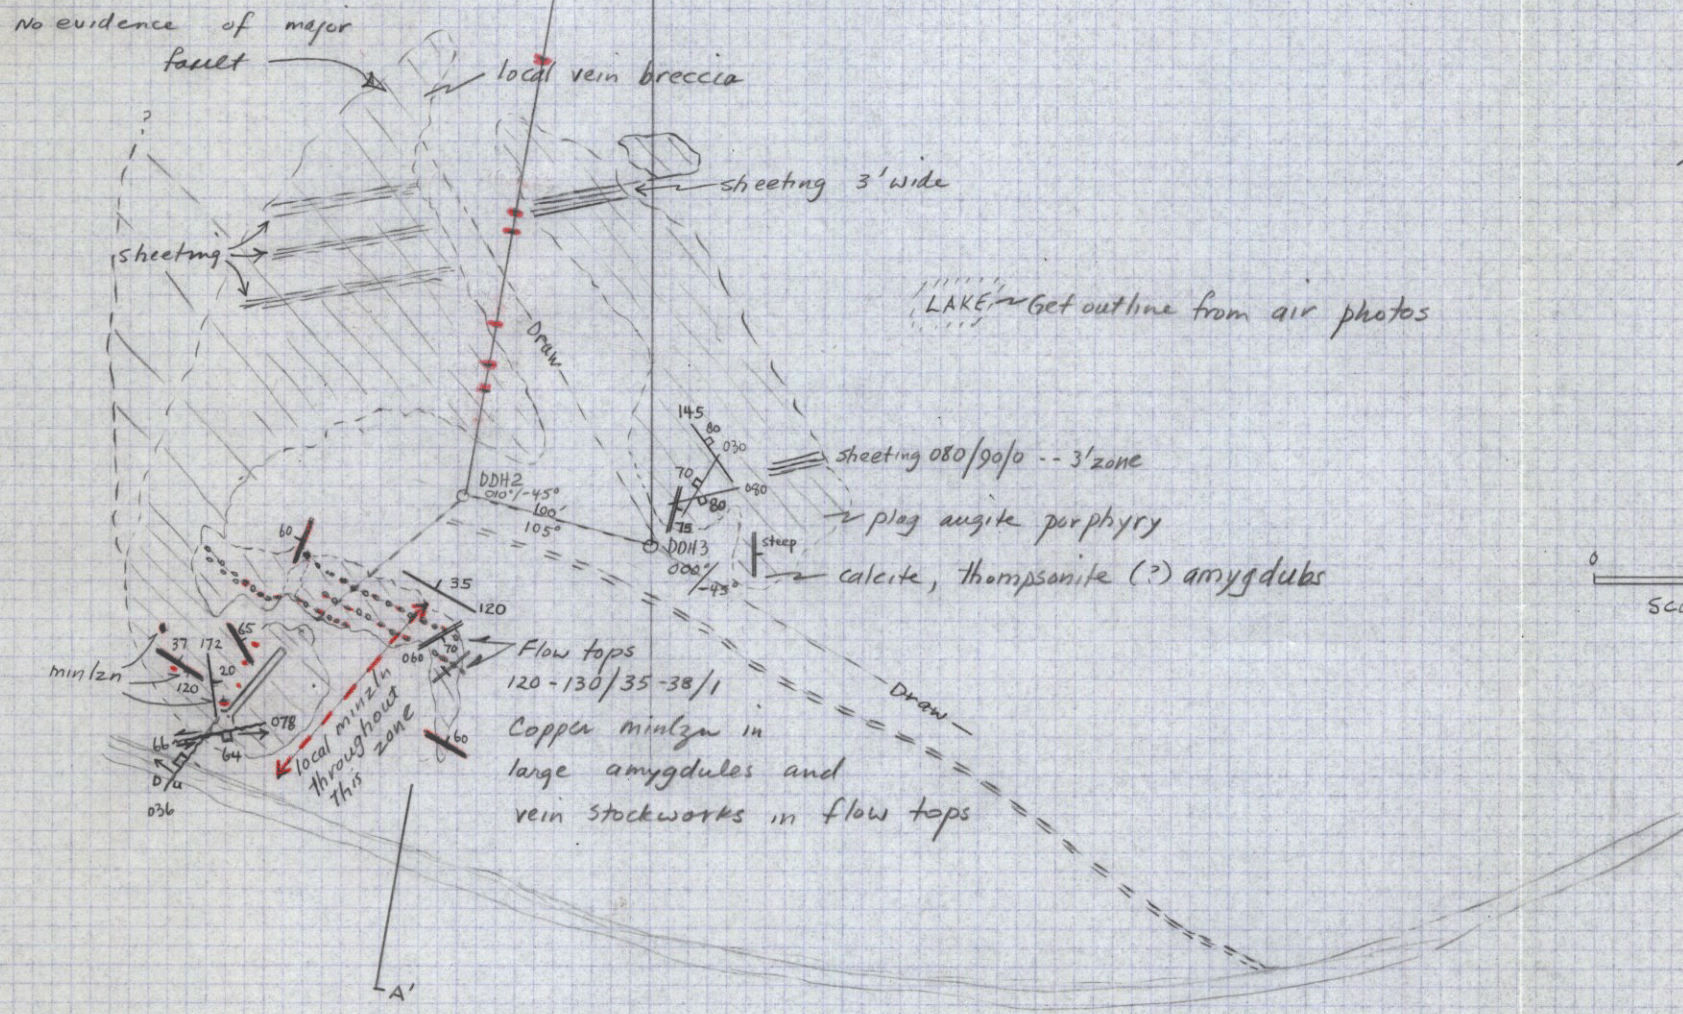 No evidence of major
fault
local vein breccia
?
sheeting 3' wide
sheeting
LAKE Get outline from air photos
Draw
145
80
030
70
080
80
75
sheeting 080/90/0 -- 3' zone
DDH2
010°/-45°
100'
105°
plag augite porphyry
DDH3
000°/-45°
steep
calcite, thompsonite (?) amygdubs
0
60
35
120
65
37
172
20
120
minlzn
060
70
Flow tops
120-130/35-38/1
Copper minlzn in
large amygdules and
vein stockworks in flow tops
local minzln
throughout
this
zone
078
66
64
D
u
036
60
Draw
A'